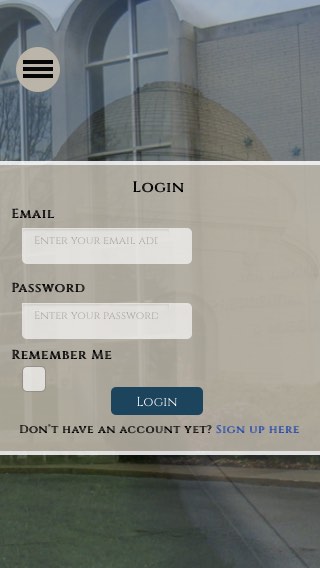 Login
Email
Enter your email add
Password
Enter your password
Remember Me
Login
Don't have an account yet? Sign up here